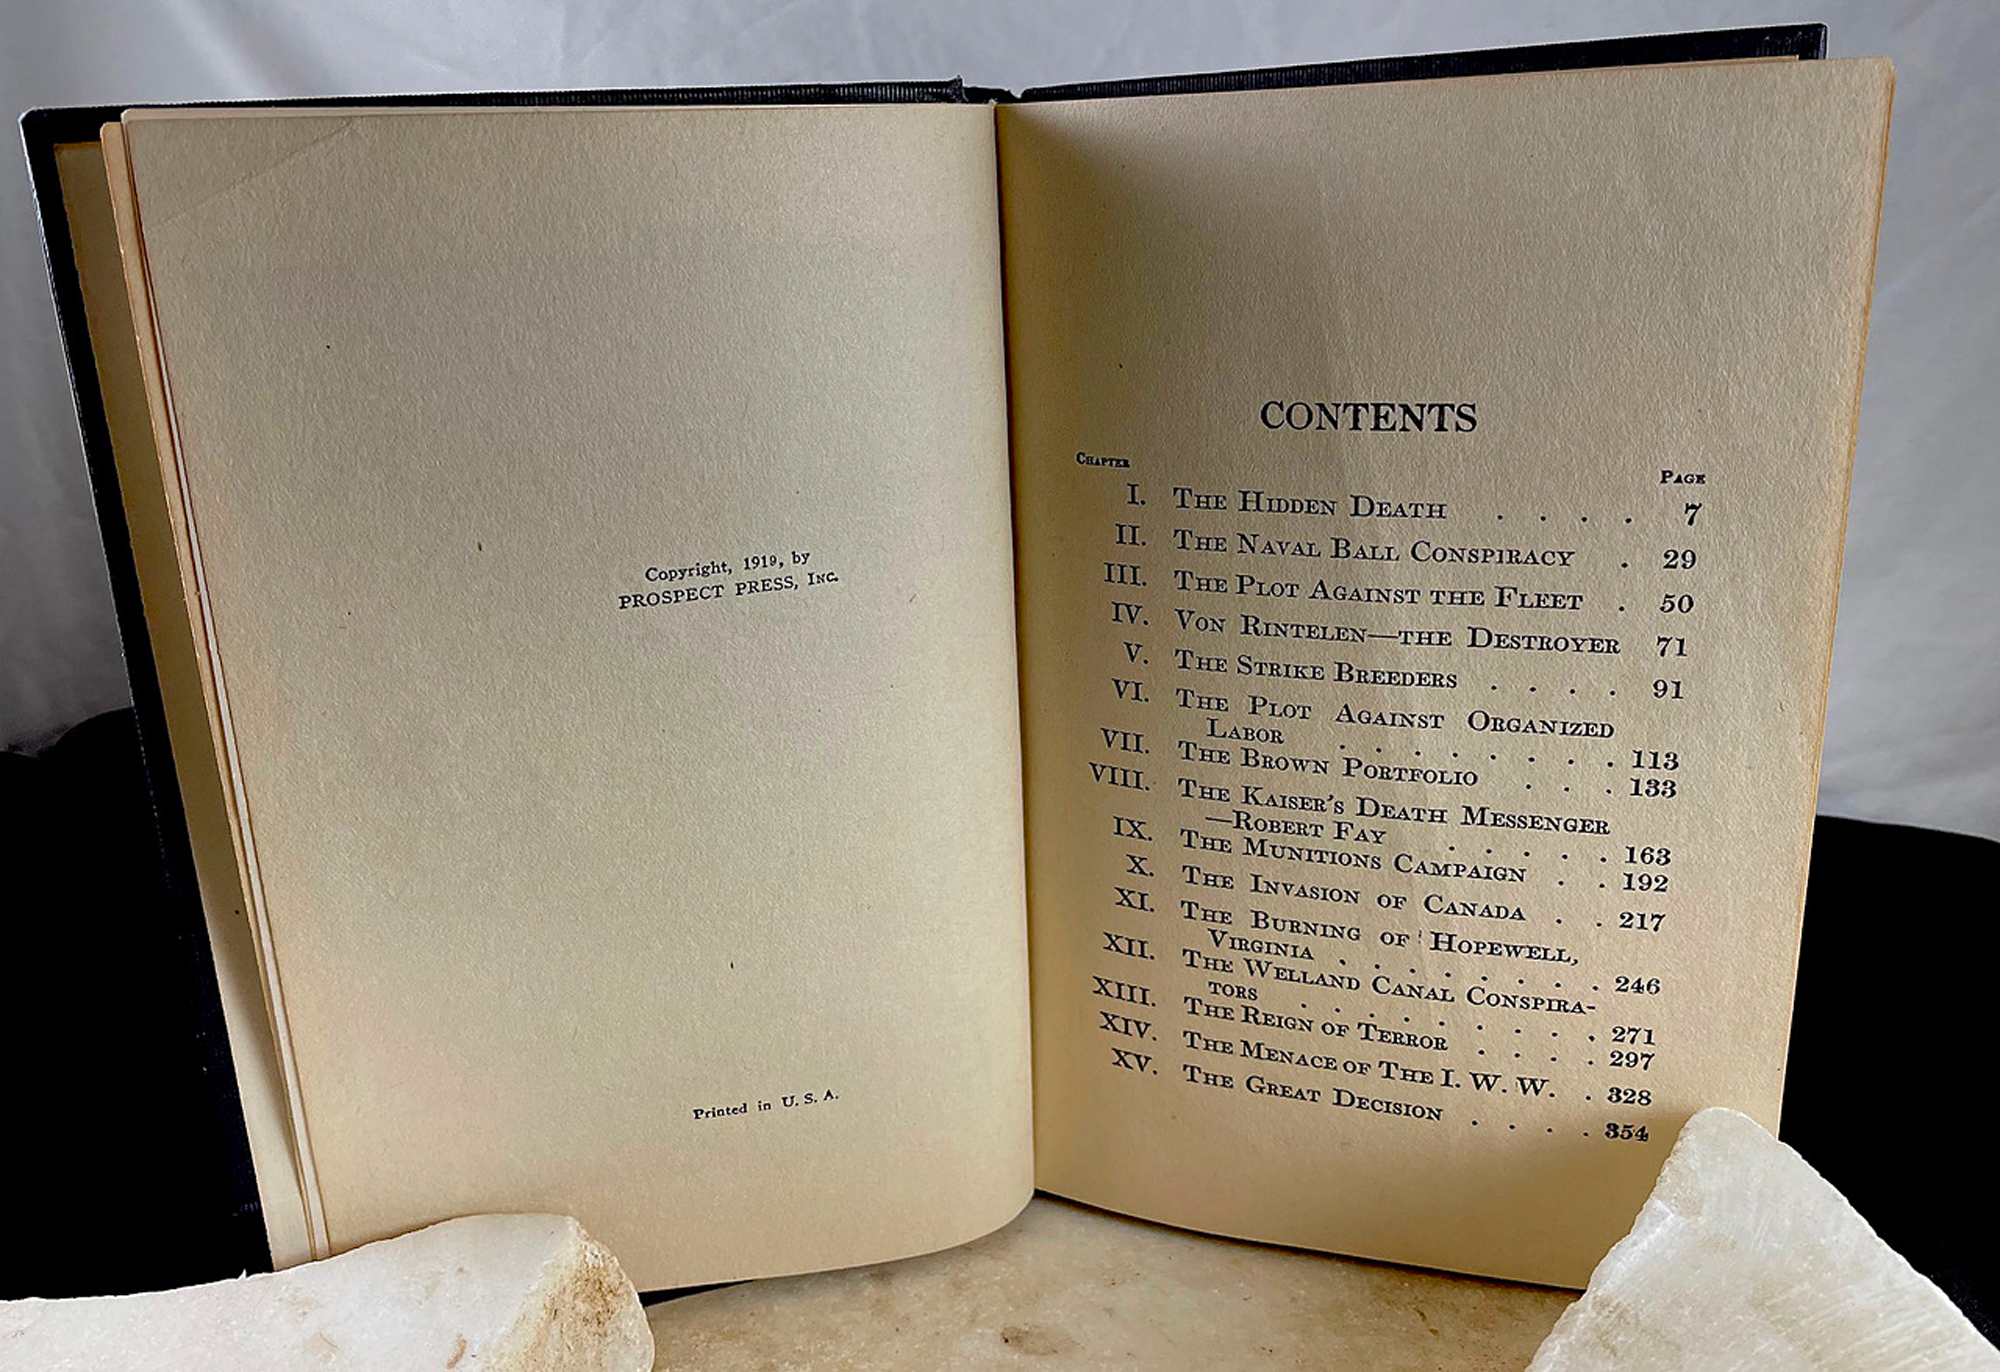 Copyright, 1919, by
PROSPECT PRESS, INC.
Printed in U. S. A.
CONTENTS
CHAPTER PAGE
I. THE HIDDEN DEATH . . . . 7
II. THE NAVAL BALL CONSPIRACY . 29
III. THE PLOT AGAINST THE FLEET . 50
IV. VON RINTELEN—THE DESTROYER 71
V. THE STRIKE BREEDERS . . . . 91
VI. THE PLOT AGAINST ORGANIZED
LABOR . . . . . . . 113
VII. THE BROWN PORTFOLIO . . . 133
VIII. THE KAISER'S DEATH MESSENGER
—ROBERT FAY . . . . . 163
IX. THE MUNITIONS CAMPAIGN . . 192
X. THE INVASION OF CANADA . . 217
XI. THE BURNING OF HOPEWELL,
VIRGINIA . . . . . . . . 246
XII. THE WELLAND CANAL CONSPIRA-
TORS . . . . . . . . . 271
XIII. THE REIGN OF TERROR . . . . 297
XIV. THE MENACE OF THE I. W. W. . 328
XV. THE GREAT DECISION . . . . 354